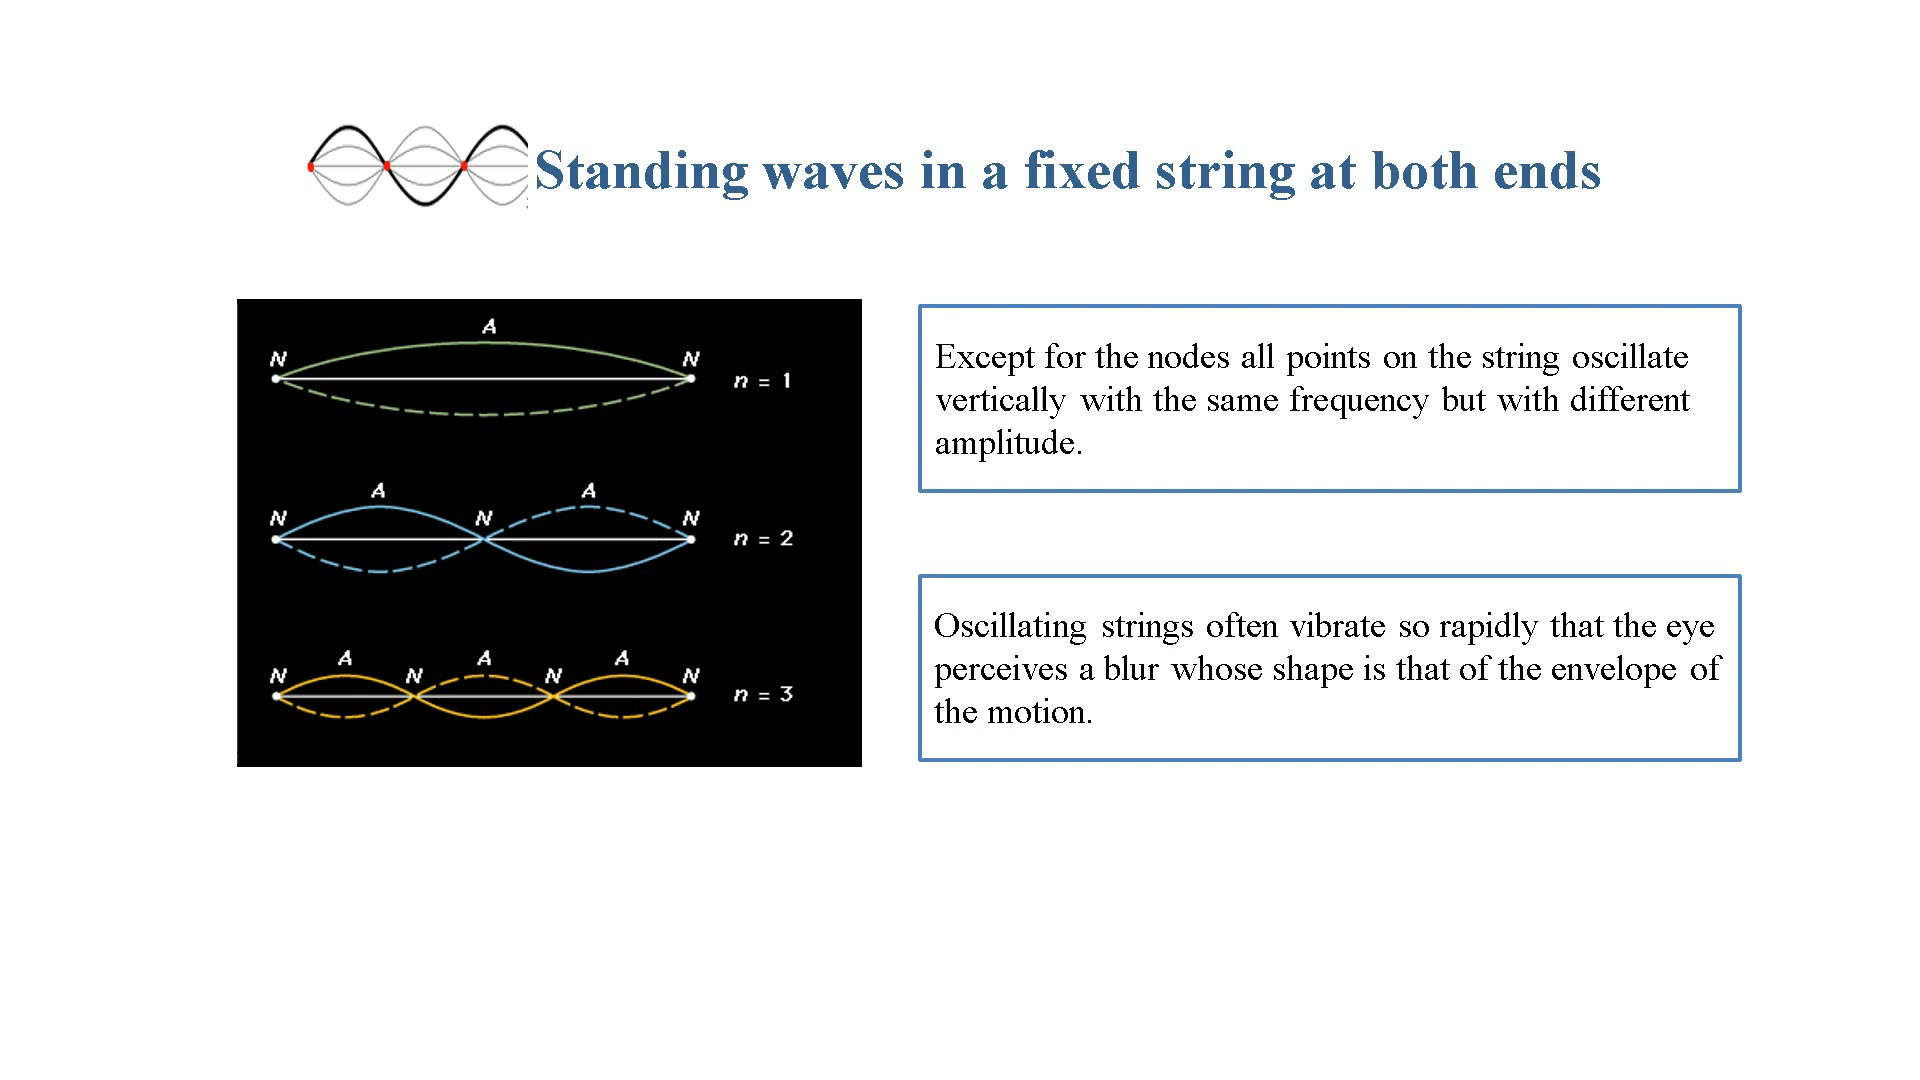 Standing waves in a fixed string at both ends
A
N N
n = 1
A A
N N N
n = 2
A A A
N N N N
n = 3
Except for the nodes all points on the string oscillate
vertically with the same frequency but with different
amplitude.
Oscillating strings often vibrate so rapidly that the eye
perceives a blur whose shape is that of the envelope of
the motion.